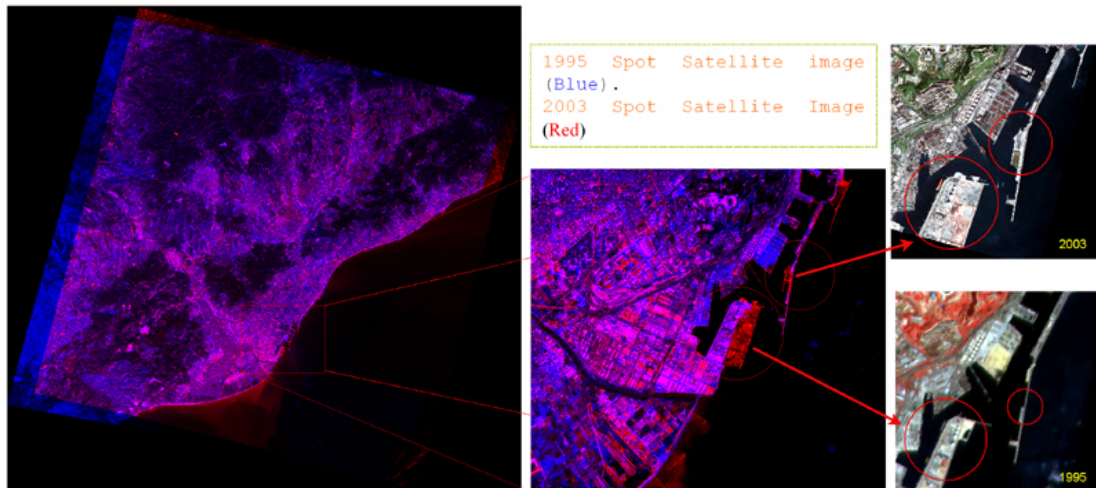 1995 Spot Satellite image
(Blue).
2003 Spot Satellite Image
(Red)
2003
1995